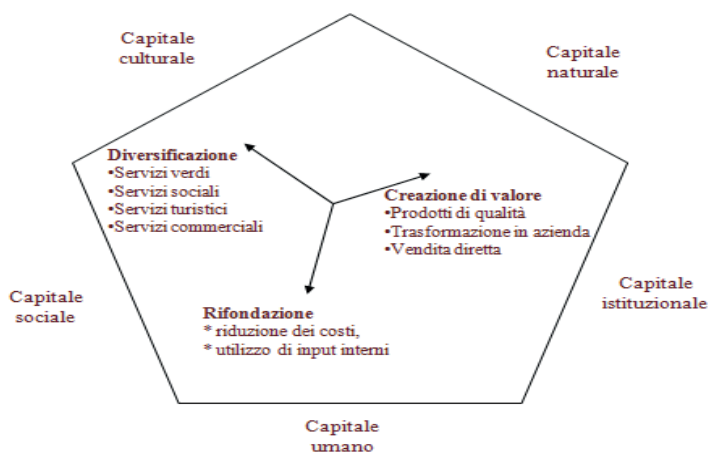 Capitale
culturale
Capitale
naturale
Diversificazione
•Servizi verdi
•Servizi sociali
•Servizi turistici
•Servizi commerciali
Creazione di valore
•Prodotti di qualità
•Trasformazione in azienda
•Vendita diretta
Capitale
sociale
Capitale
istituzionale
Rifondazione
* riduzione dei costi,
* utilizzo di input interni
Capitale
umano